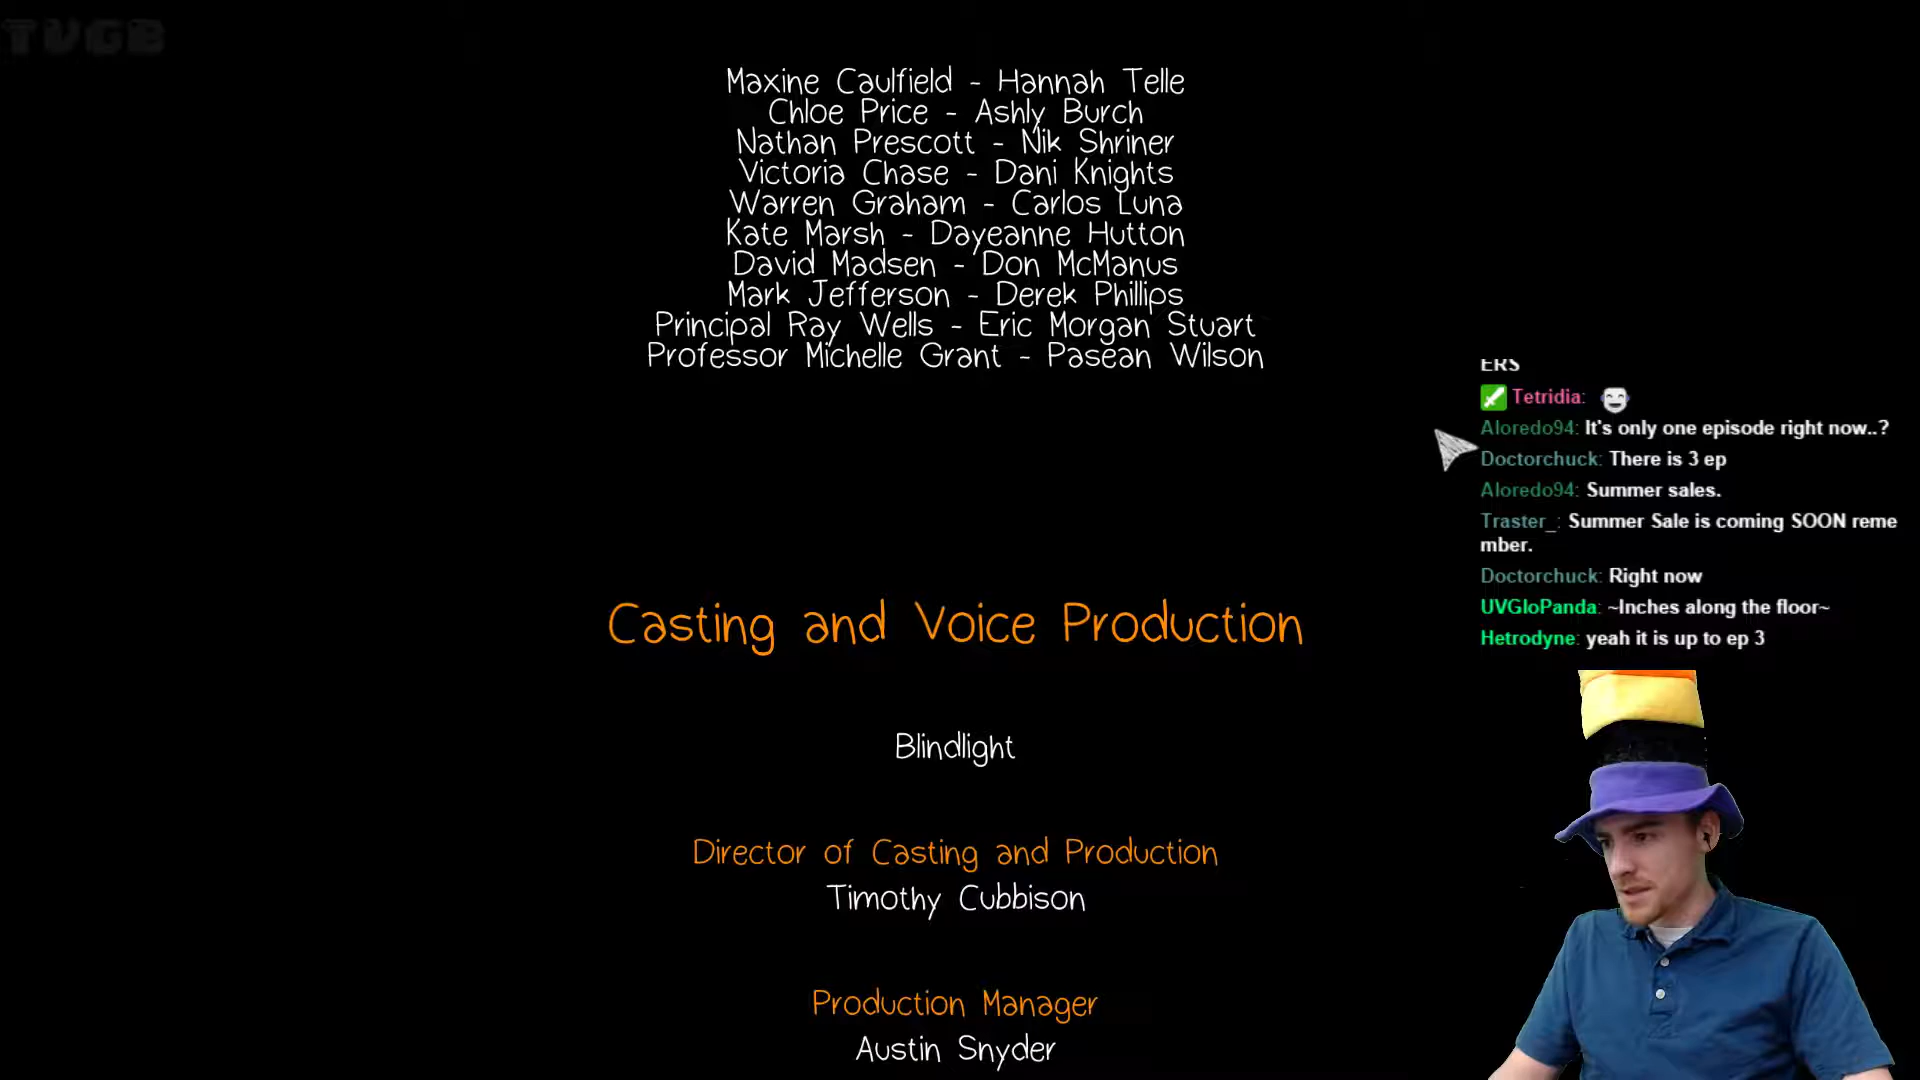 TVGB
Maxine Caulfield - Hannah Telle
Chloe Price - Ashly Burch
Nathan Prescott - Nik Shriner
Victoria Chase - Dani Knights
Warren Graham - Carlos Luna
Kate Marsh - Dayeanne Hutton
David Madsen - Don McManus
Mark Jefferson - Derek Phillips
Principal Ray Wells - Eric Morgan Stuart
Professor Michelle Grant - Pasean Wilson
Casting and Voice Production
Blindlight
Director of Casting and Production
Timothy Cubbison
Production Manager
Austin Snyder
ERS
Tetridia:
Aloredo94: It's only one episode right now..?
Doctorchuck: There is 3 ep
Aloredo94: Summer sales.
Traster_: Summer Sale is coming SOON reme
mber.
Doctorchuck: Right now
UVGloPanda: ~Inches along the floor~
Hetrodyne: yeah it is up to ep 3